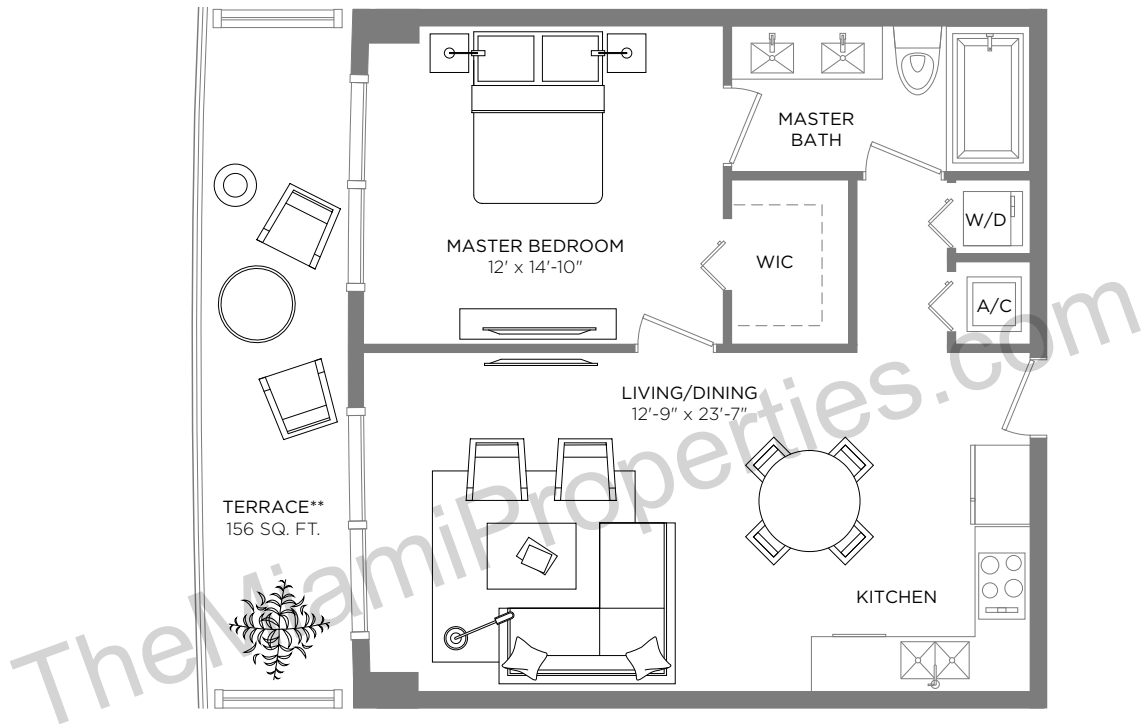 MASTER
BATH
MASTER BEDROOM
12' x 14'-10"
WIC
W/D
A/C
LIVING/DINING
12'-9" x 23'-7"
TERRACE**
156 SQ. FT.
KITCHEN
TheMiamiProperties.com